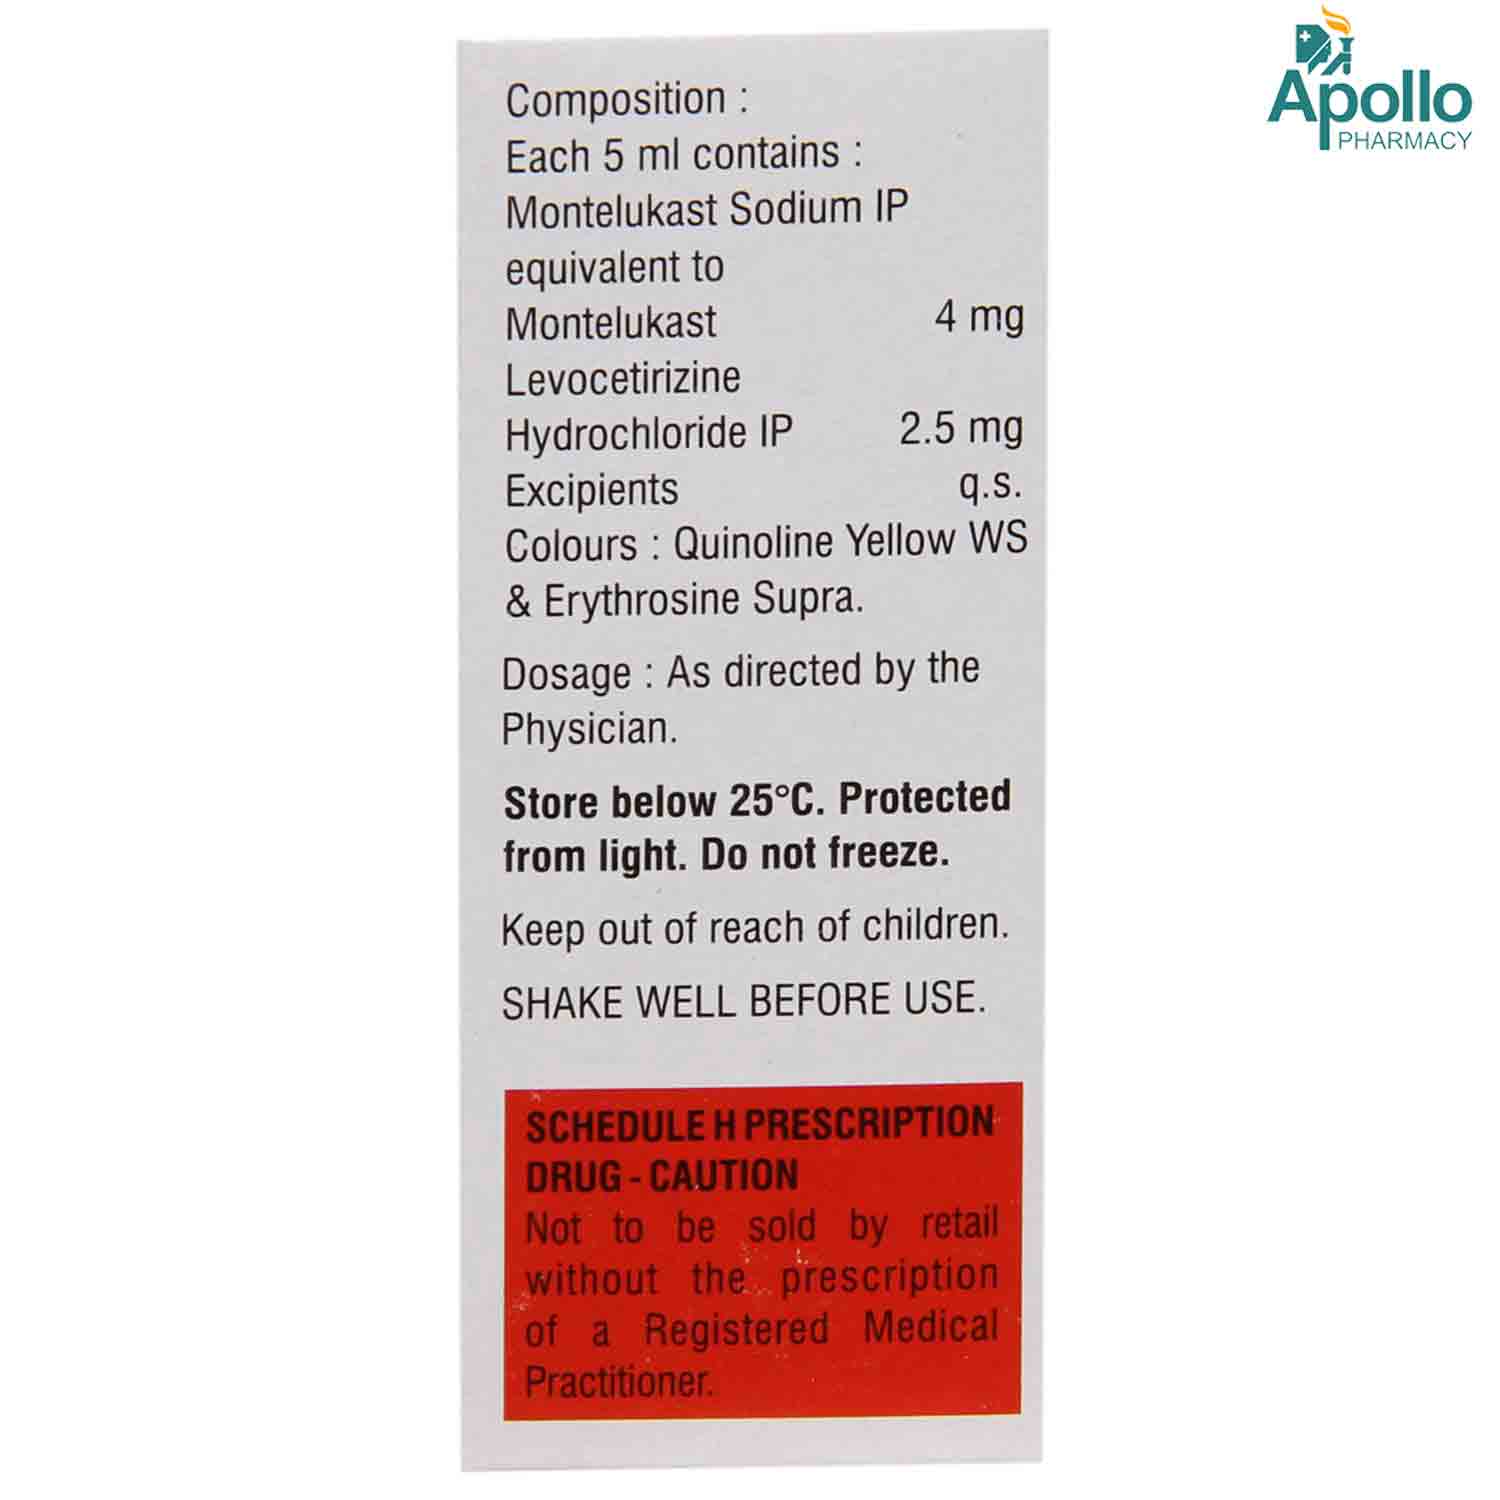 Apollo
PHARMACY
Composition :
Each 5 ml contains :
Montelukast Sodium IP
equivalent to
Montelukast 4 mg
Levocetirizine
Hydrochloride IP 2.5 mg
Excipients q.s.
Colours : Quinoline Yellow WS
& Erythrosine Supra.
Dosage : As directed by the
Physician.
Store below 25°C. Protected
from light. Do not freeze.
Keep out of reach of children.
SHAKE WELL BEFORE USE.
SCHEDULE H PRESCRIPTION
DRUG - CAUTION
Not to be sold by retail
without the prescription
of a Registered Medical
Practitioner.